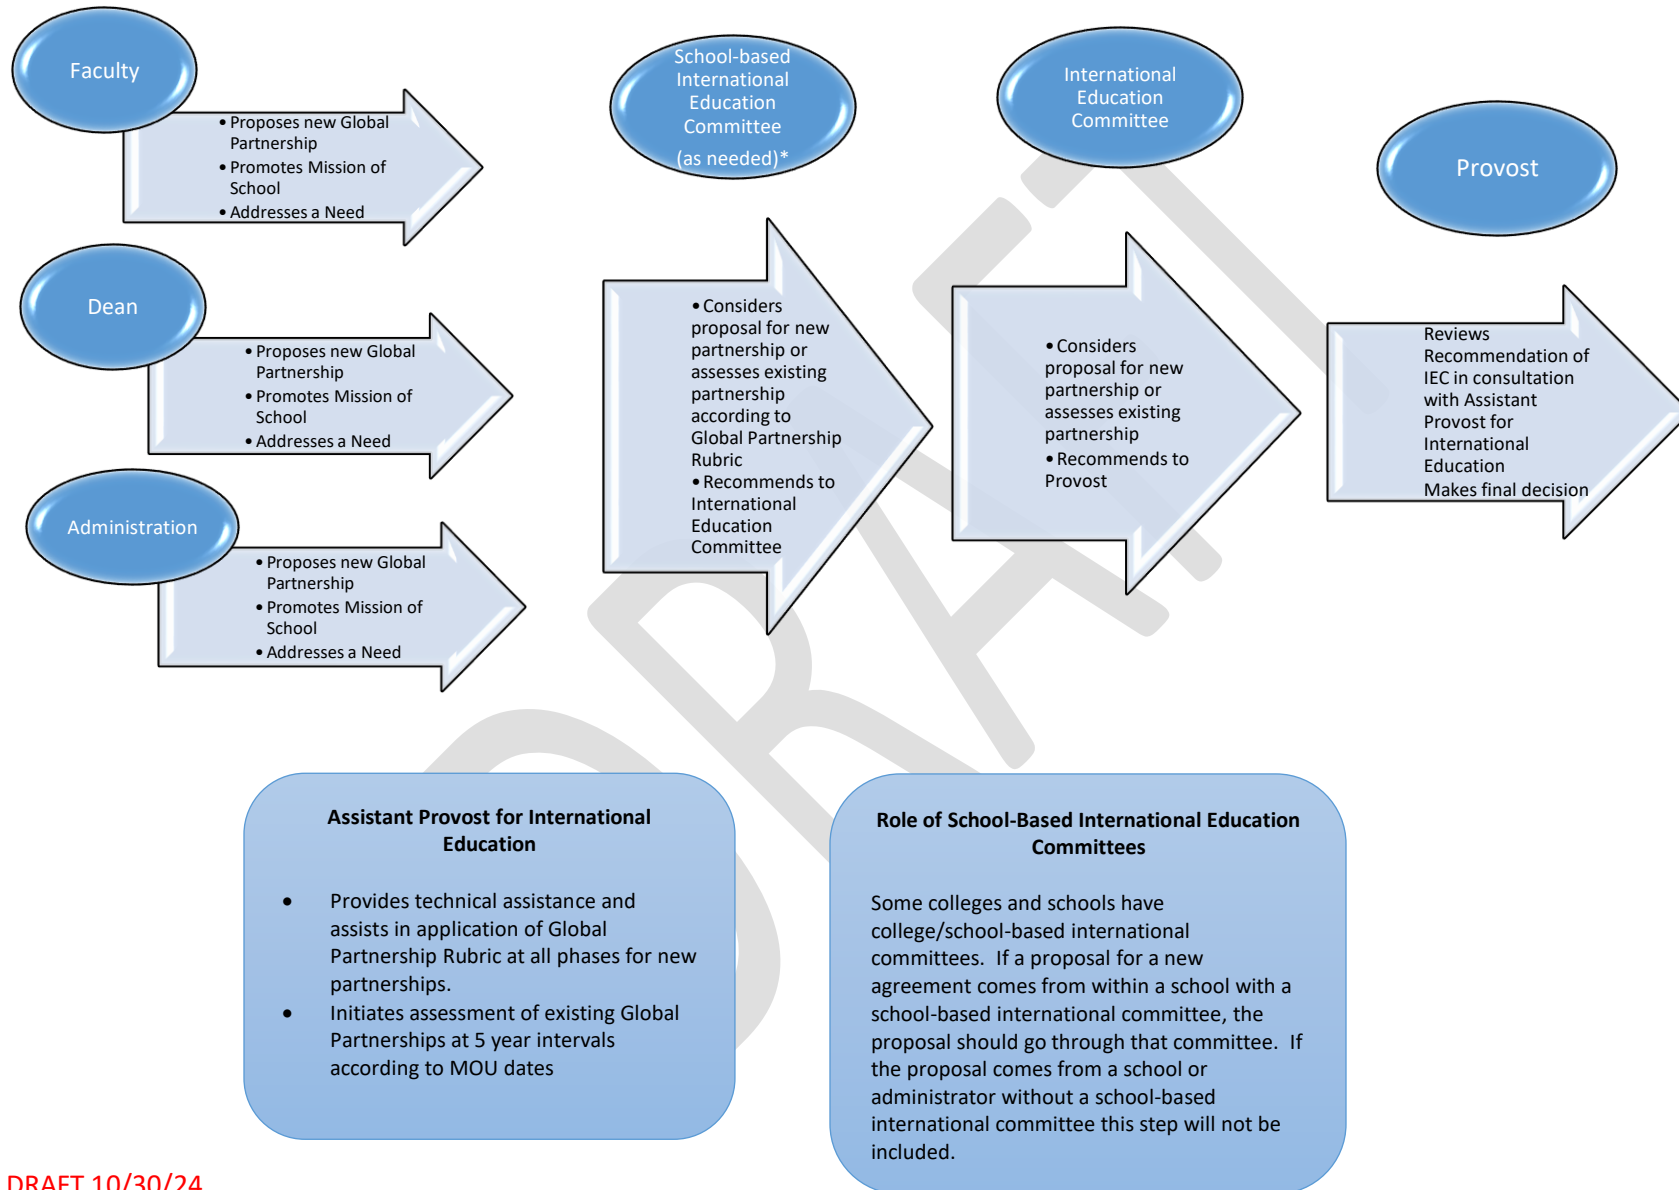 Faculty
• Proposes new Global
Partnership
• Promotes Mission of
School
• Addresses a Need
Dean
• Proposes new Global
Partnership
• Promotes Mission of
School
• Addresses a Need
Administration
• Proposes new Global
Partnership
• Promotes Mission of
School
• Addresses a Need
School-based
International
Education
Committee
(as needed)*
• Considers
proposal for new
partnership or
assesses existing
partnership
according to
Global Partnership
Rubric
• Recommends to
International
Education
Committee
International
Education
Committee
• Considers
proposal for new
partnership or
assesses existing
partnership
• Recommends to
Provost
Provost
Reviews
Recommendation of
IEC in consultation
with Assistant
Provost for
International
Education
Makes final decision
DRAFT
Assistant Provost for International
Education
• Provides technical assistance and
assists in application of Global
Partnership Rubric at all phases for new
partnerships.
• Initiates assessment of existing Global
Partnerships at 5 year intervals
according to MOU dates
Role of School-Based International Education
Committees
Some colleges and schools have
college/school-based international
committees.  If a proposal for a new
agreement comes from within a school with a
school-based international committee, the
proposal should go through that committee.  If
the proposal comes from a school or
administrator without a school-based
international committee this step will not be
included.
DRAFT 10/30/24